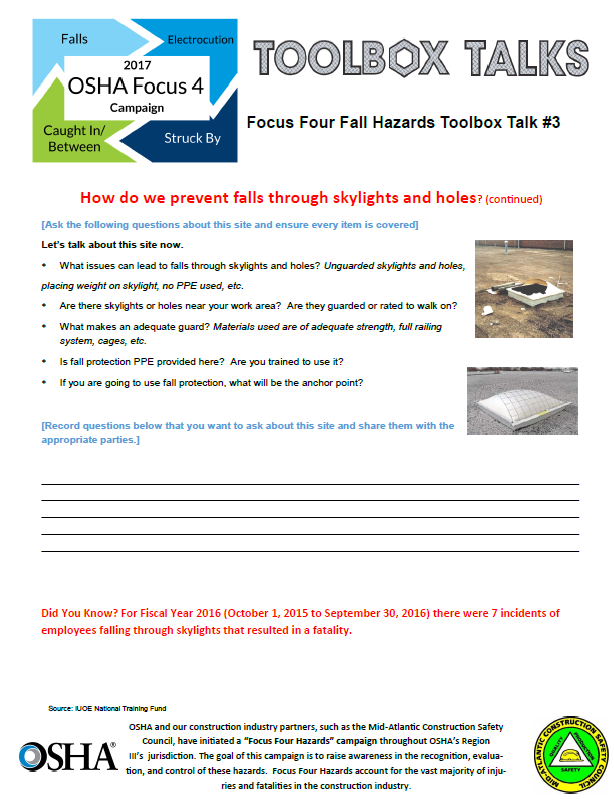 Falls
Electrocution
2017
OSHA Focus 4
Campaign
Caught In/
Between
Struck By
TOOLBOX TALKS
Focus Four Fall Hazards Toolbox Talk #3
How do we prevent falls through skylights and holes? (continued)
[Ask the following questions about this site and ensure every item is covered]
Let's talk about this site now.
• What issues can lead to falls through skylights and holes? Unguarded skylights and holes,
placing weight on skylight, no PPE used, etc.
• Are there skylights or holes near your work area? Are they guarded or rated to walk on?
• What makes an adequate guard? Materials used are of adequate strength, full railing
system, cages, etc.
• Is fall protection PPE provided here? Are you trained to use it?
• If you are going to use fall protection, what will be the anchor point?
[Record questions below that you want to ask about this site and share them with the
appropriate parties.]
Did You Know? For Fiscal Year 2016 (October 1, 2015 to September 30, 2016) there were 7 incidents of
employees falling through skylights that resulted in a fatality.
Source: IUOE National Training Fund
OSHA and our construction industry partners, such as the Mid-Atlantic Construction Safety
Council, have initiated a "Focus Four Hazards" campaign throughout OSHA's Region
III's jurisdiction. The goal of this campaign is to raise awareness in the recognition, evalua-
tion, and control of these hazards. Focus Four Hazards account for the vast majority of inju-
ries and fatalities in the construction industry.
OSHA®
MID-ATLANTIC CONSTRUCTION SAFETY COUNCIL
QUALITY
PRODUCTION
SAFETY